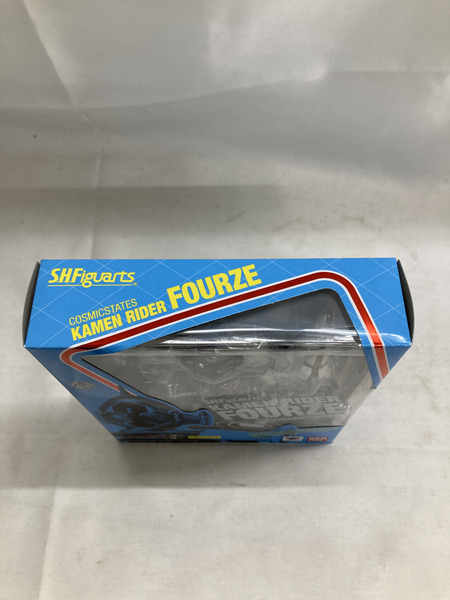 S.H.Figuarts
COSMICSTATES
KAMEN RIDER FOURZE
KAMEN RIDER
FOURZE